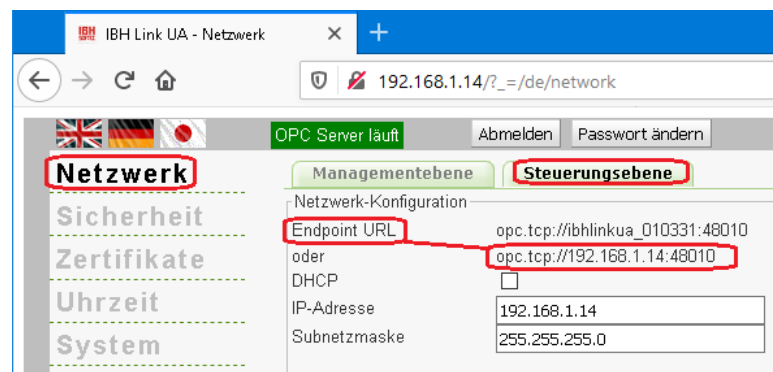 IBH Link UA - Netzwerk
192.168.1.14/?_=/de/network
OPC Server läuft Abmelden Passwort ändern
Netzwerk
Sicherheit
Zertifikate
Uhrzeit
System
Managementebene Steuerungsebene
Netzwerk-Konfiguration
Endpoint URL opc.tcp://ibhlinkua_010331:48010
oder opc.tcp://192.168.1.14:48010
DHCP
IP-Adresse 192.168.1.14
Subnetzmaske 255.255.255.0